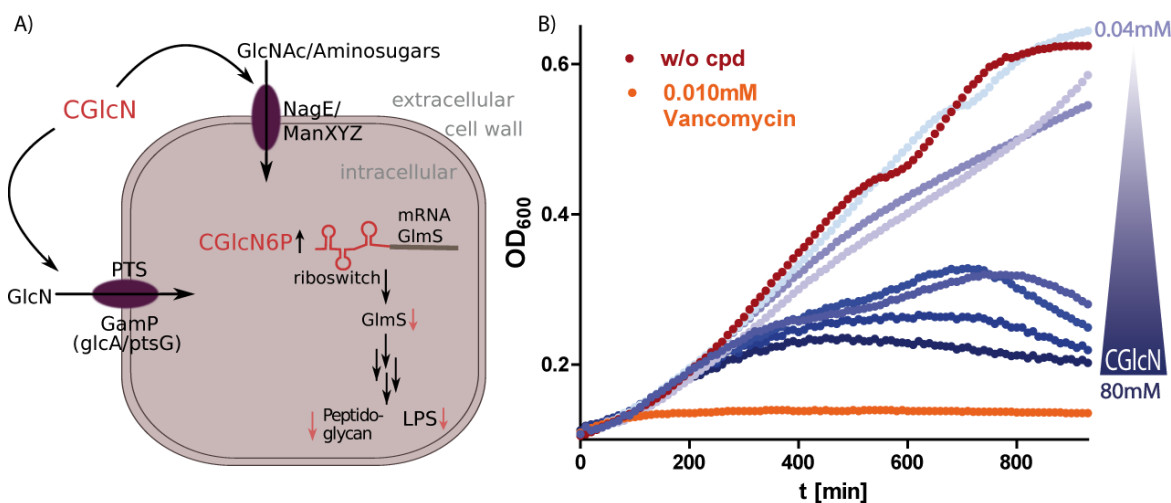 A)
GlcNAc/Aminosugars
CGlcN
NagE/
ManXYZ
extracellular
cell wall
intracellular
mRNA
GlmS
CGlcN6P
riboswitch
PTS
GlcN
GamP
(glcA/ptsG)
GlmS
Peptido-
glycan
LPS
B)
OD600
0.6
0.4
0.2
w/o cpd
0.010mM
Vancomycin
0.04mM
CGlcN
80mM
0
200
400
600
800
t [min]